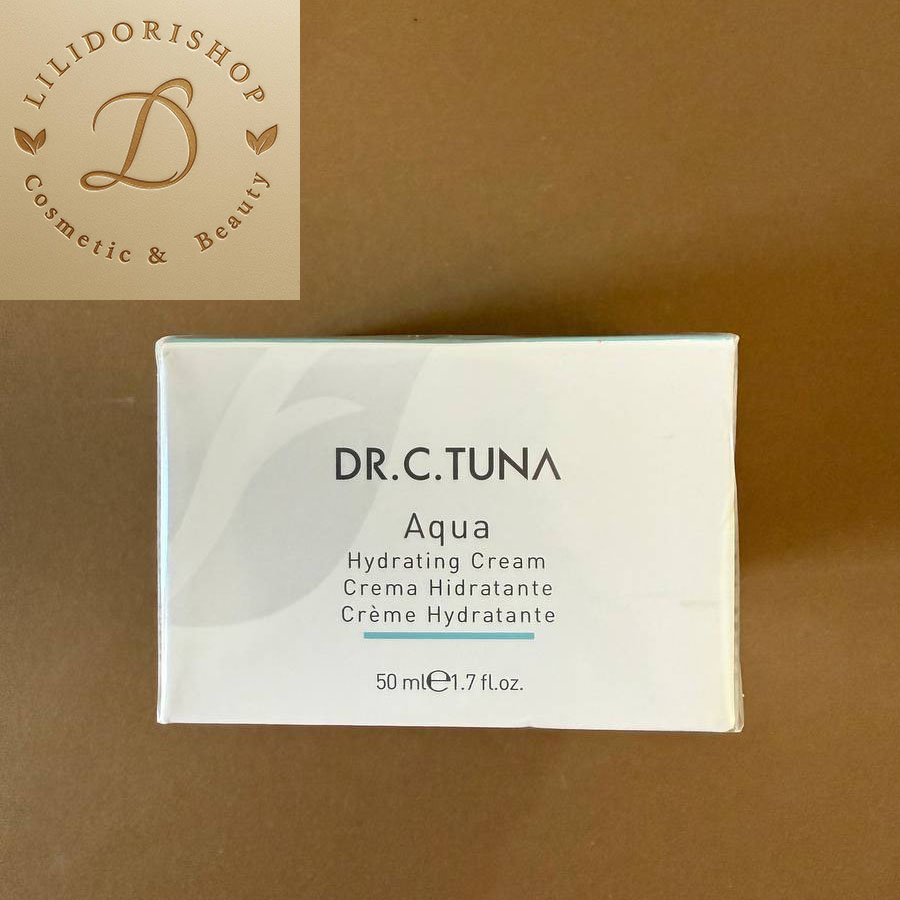 LILIDORISHOP
D
Cosmetic & Beauty
DR.C.TUNA
Aqua
Hydrating Cream
Crema Hidratante
Crème Hydratante
50 ml℮1.7 fl.oz.